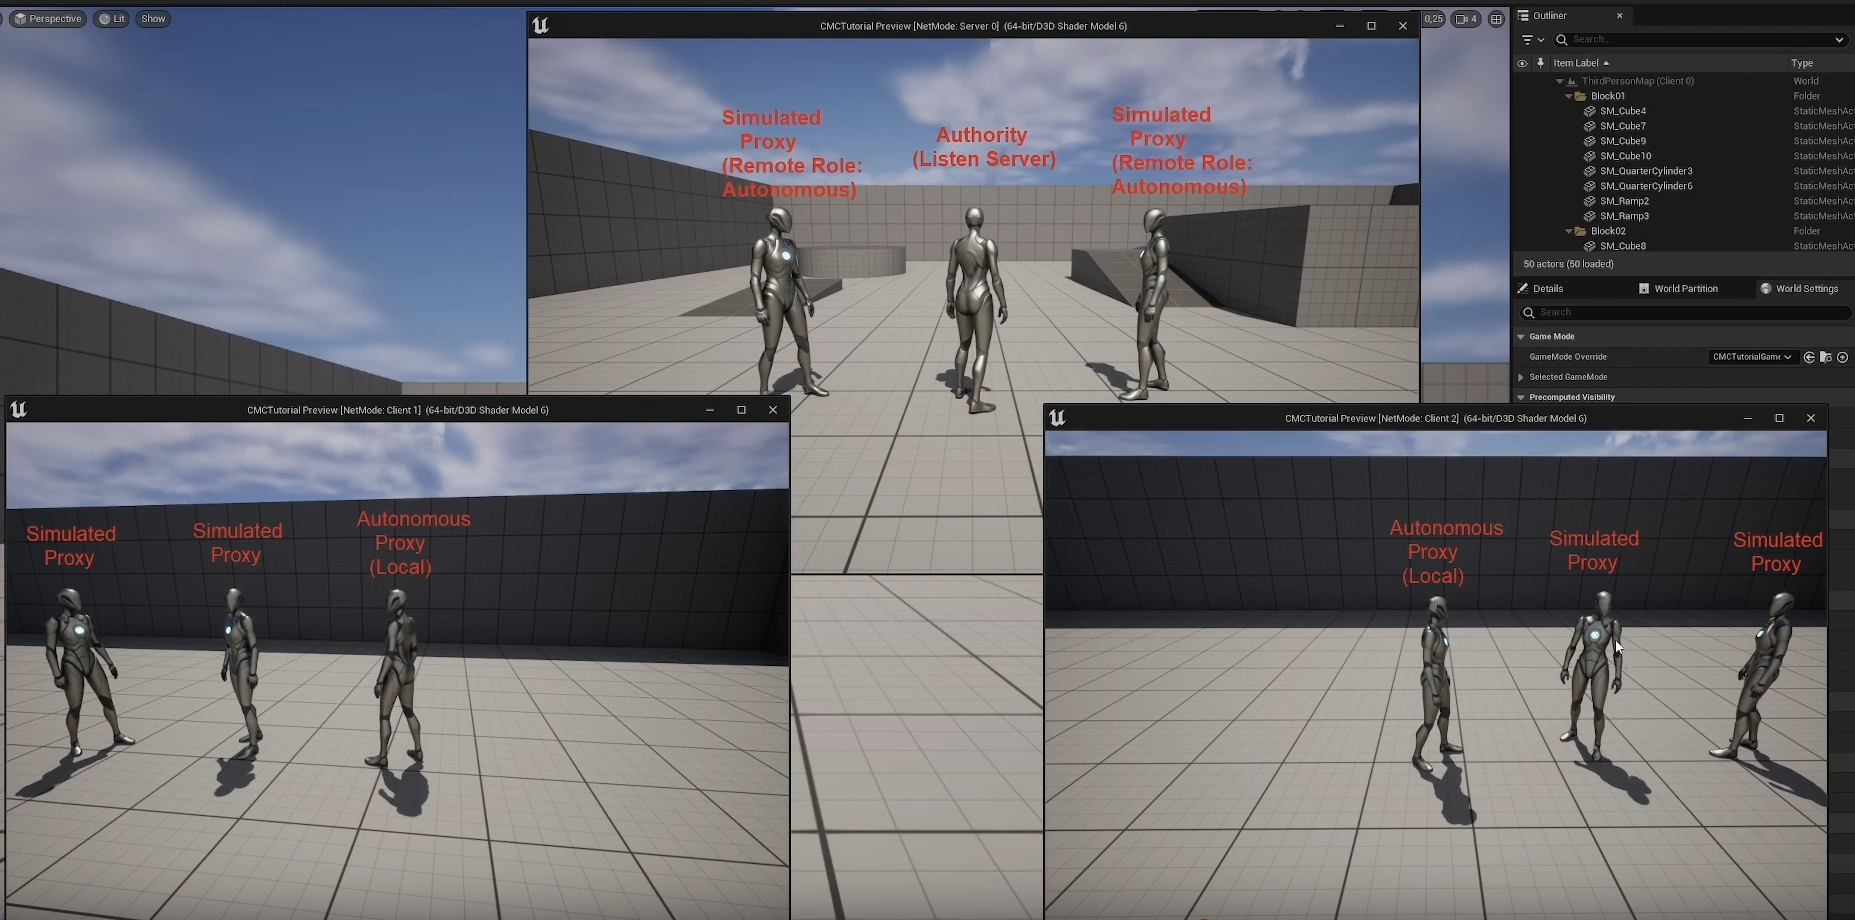 Perspective
Lit
Show
CMCTutorial Preview [NetMode: Server 0] (64-bit/D3D Shader Model 6)
0,25
4
Simulated
Proxy
(Remote Role:
Autonomous)
Authority
(Listen Server)
Simulated
Proxy
(Remote Role:
Autonomous)
Outliner
Search...
Item Label
Type
ThirdPersonMap (Client 0)
World
Block01
Folder
SM_Cube4
StaticMeshAc
SM_Cube7
StaticMeshAc
SM_Cube9
StaticMeshAc
SM_Cube10
StaticMeshAc
SM_QuarterCylinder3
StaticMeshAc
SM_QuarterCylinder6
StaticMeshAc
SM_Ramp2
StaticMeshAc
SM_Ramp3
StaticMeshAc
Block02
Folder
SM_Cube8
StaticMeshAc
50 actors (50 loaded)
Details
World Partition
World Settings
Search
Game Mode
GameMode Override
CMCTutorialGame
Selected GameMode
Precomputed Visibility
CMCTutorial Preview [NetMode: Client 1] (64-bit/D3D Shader Model 6)
Simulated
Proxy
Simulated
Proxy
Autonomous
Proxy
(Local)
CMCTutorial Preview [NetMode: Client 2] (64-bit/D3D Shader Model 6)
Autonomous
Proxy
(Local)
Simulated
Proxy
Simulated
Proxy